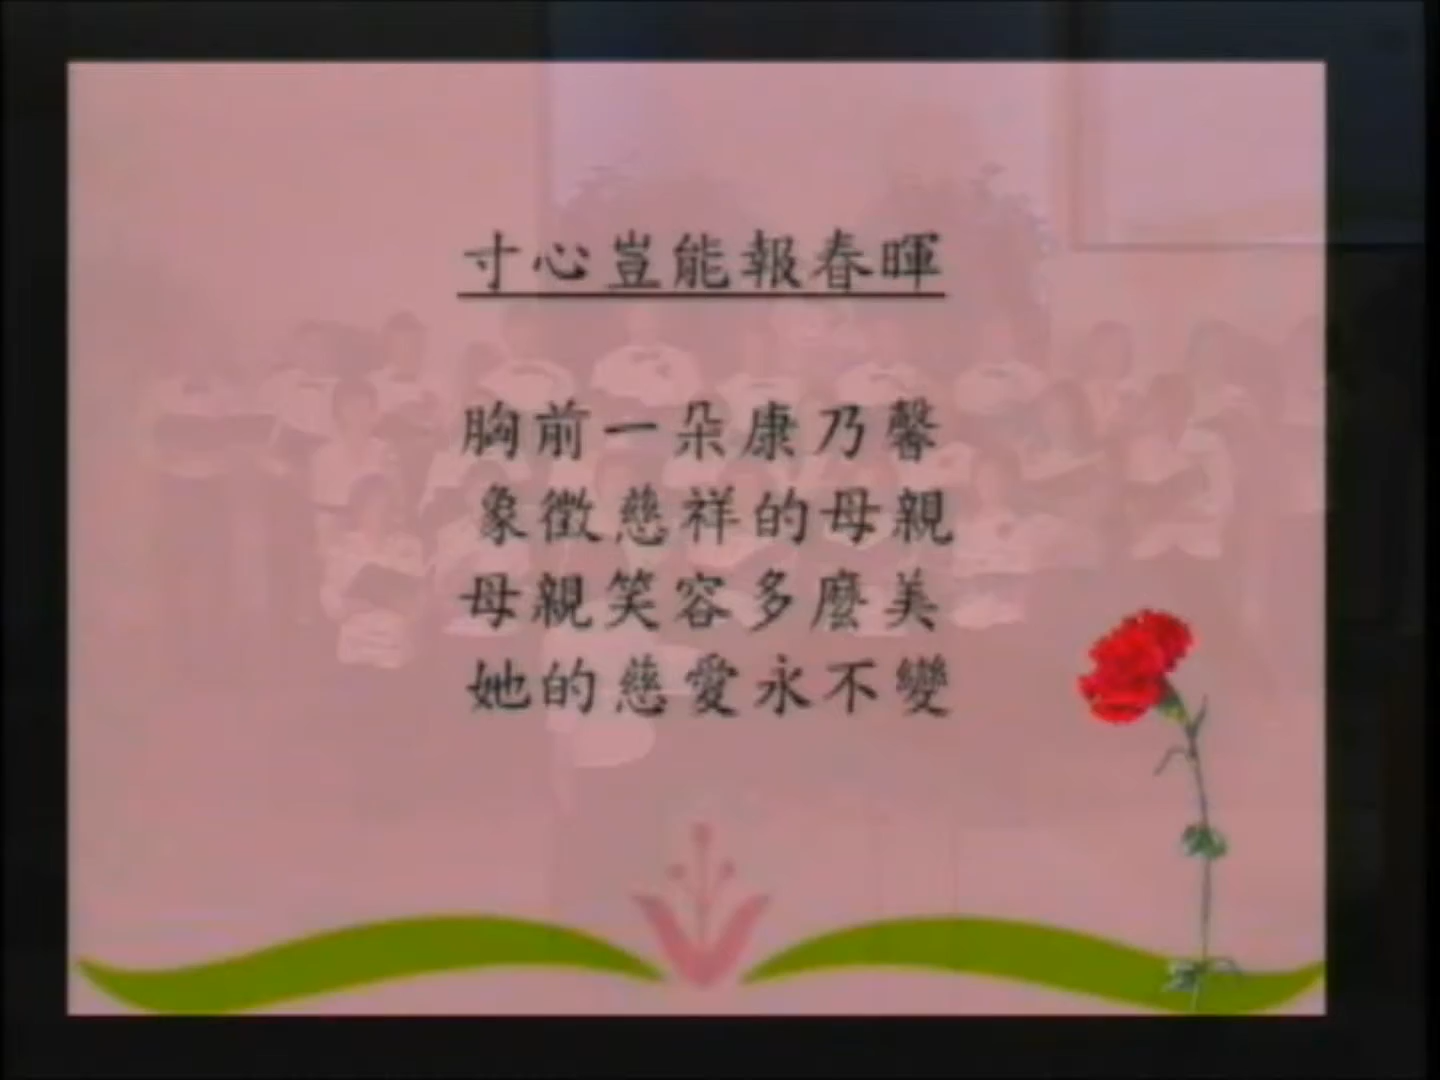 寸心豈能報春暉
胸前一朵康乃馨
象徵慈祥的母親
母親笑容多麼美
她的慈愛永不變